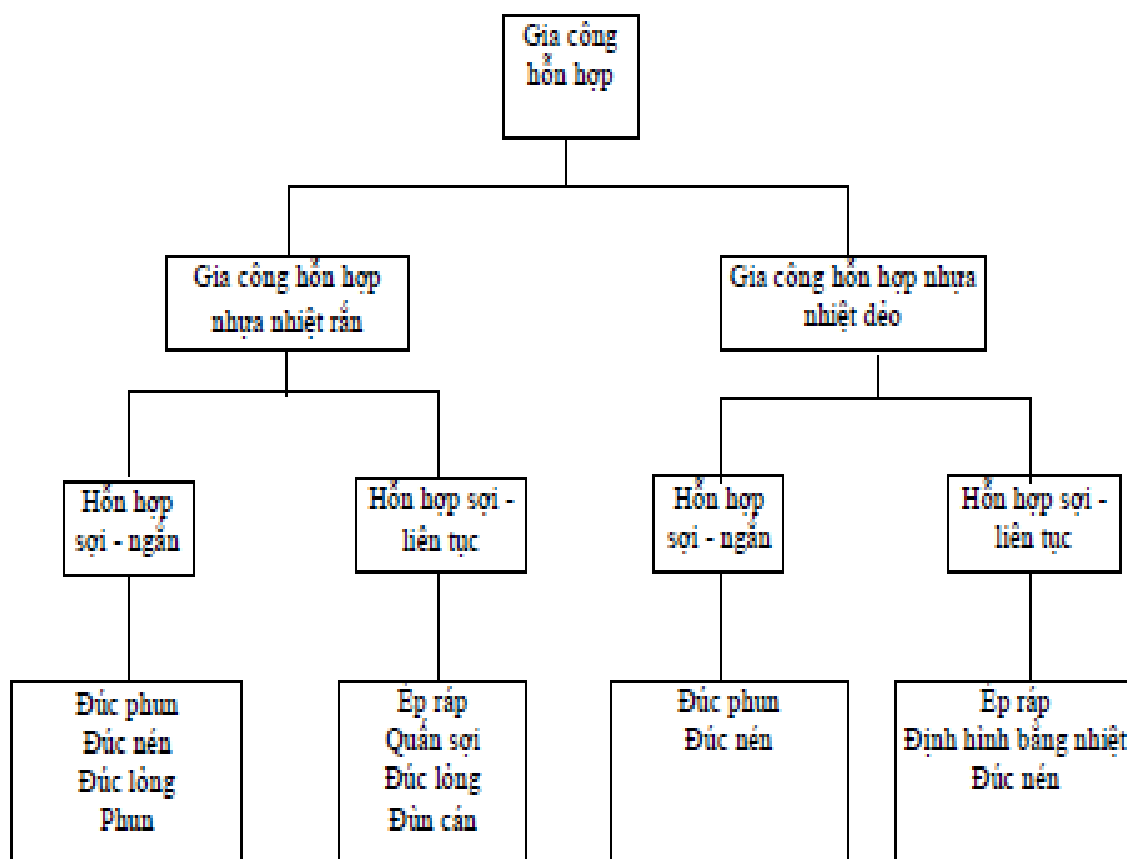 Gia công
hỗn hợp
Gia công hỗn hợp
nhựa nhiệt rắn
Gia công hỗn hợp nhựa
nhiệt dẻo
Hỗn hợp
sợi - ngắn
Hỗn hợp sợi -
liên tục
Hỗn hợp
sợi - ngắn
Hỗn hợp sợi -
liên tục
Đúc phun
Đúc nén
Đúc lỏng
Phun
Ép ráp
Quấn sợi
Đúc lỏng
Đùn cán
Đúc phun
Đúc nén
Ép ráp
Định hình bằng nhiệt
Đúc nén